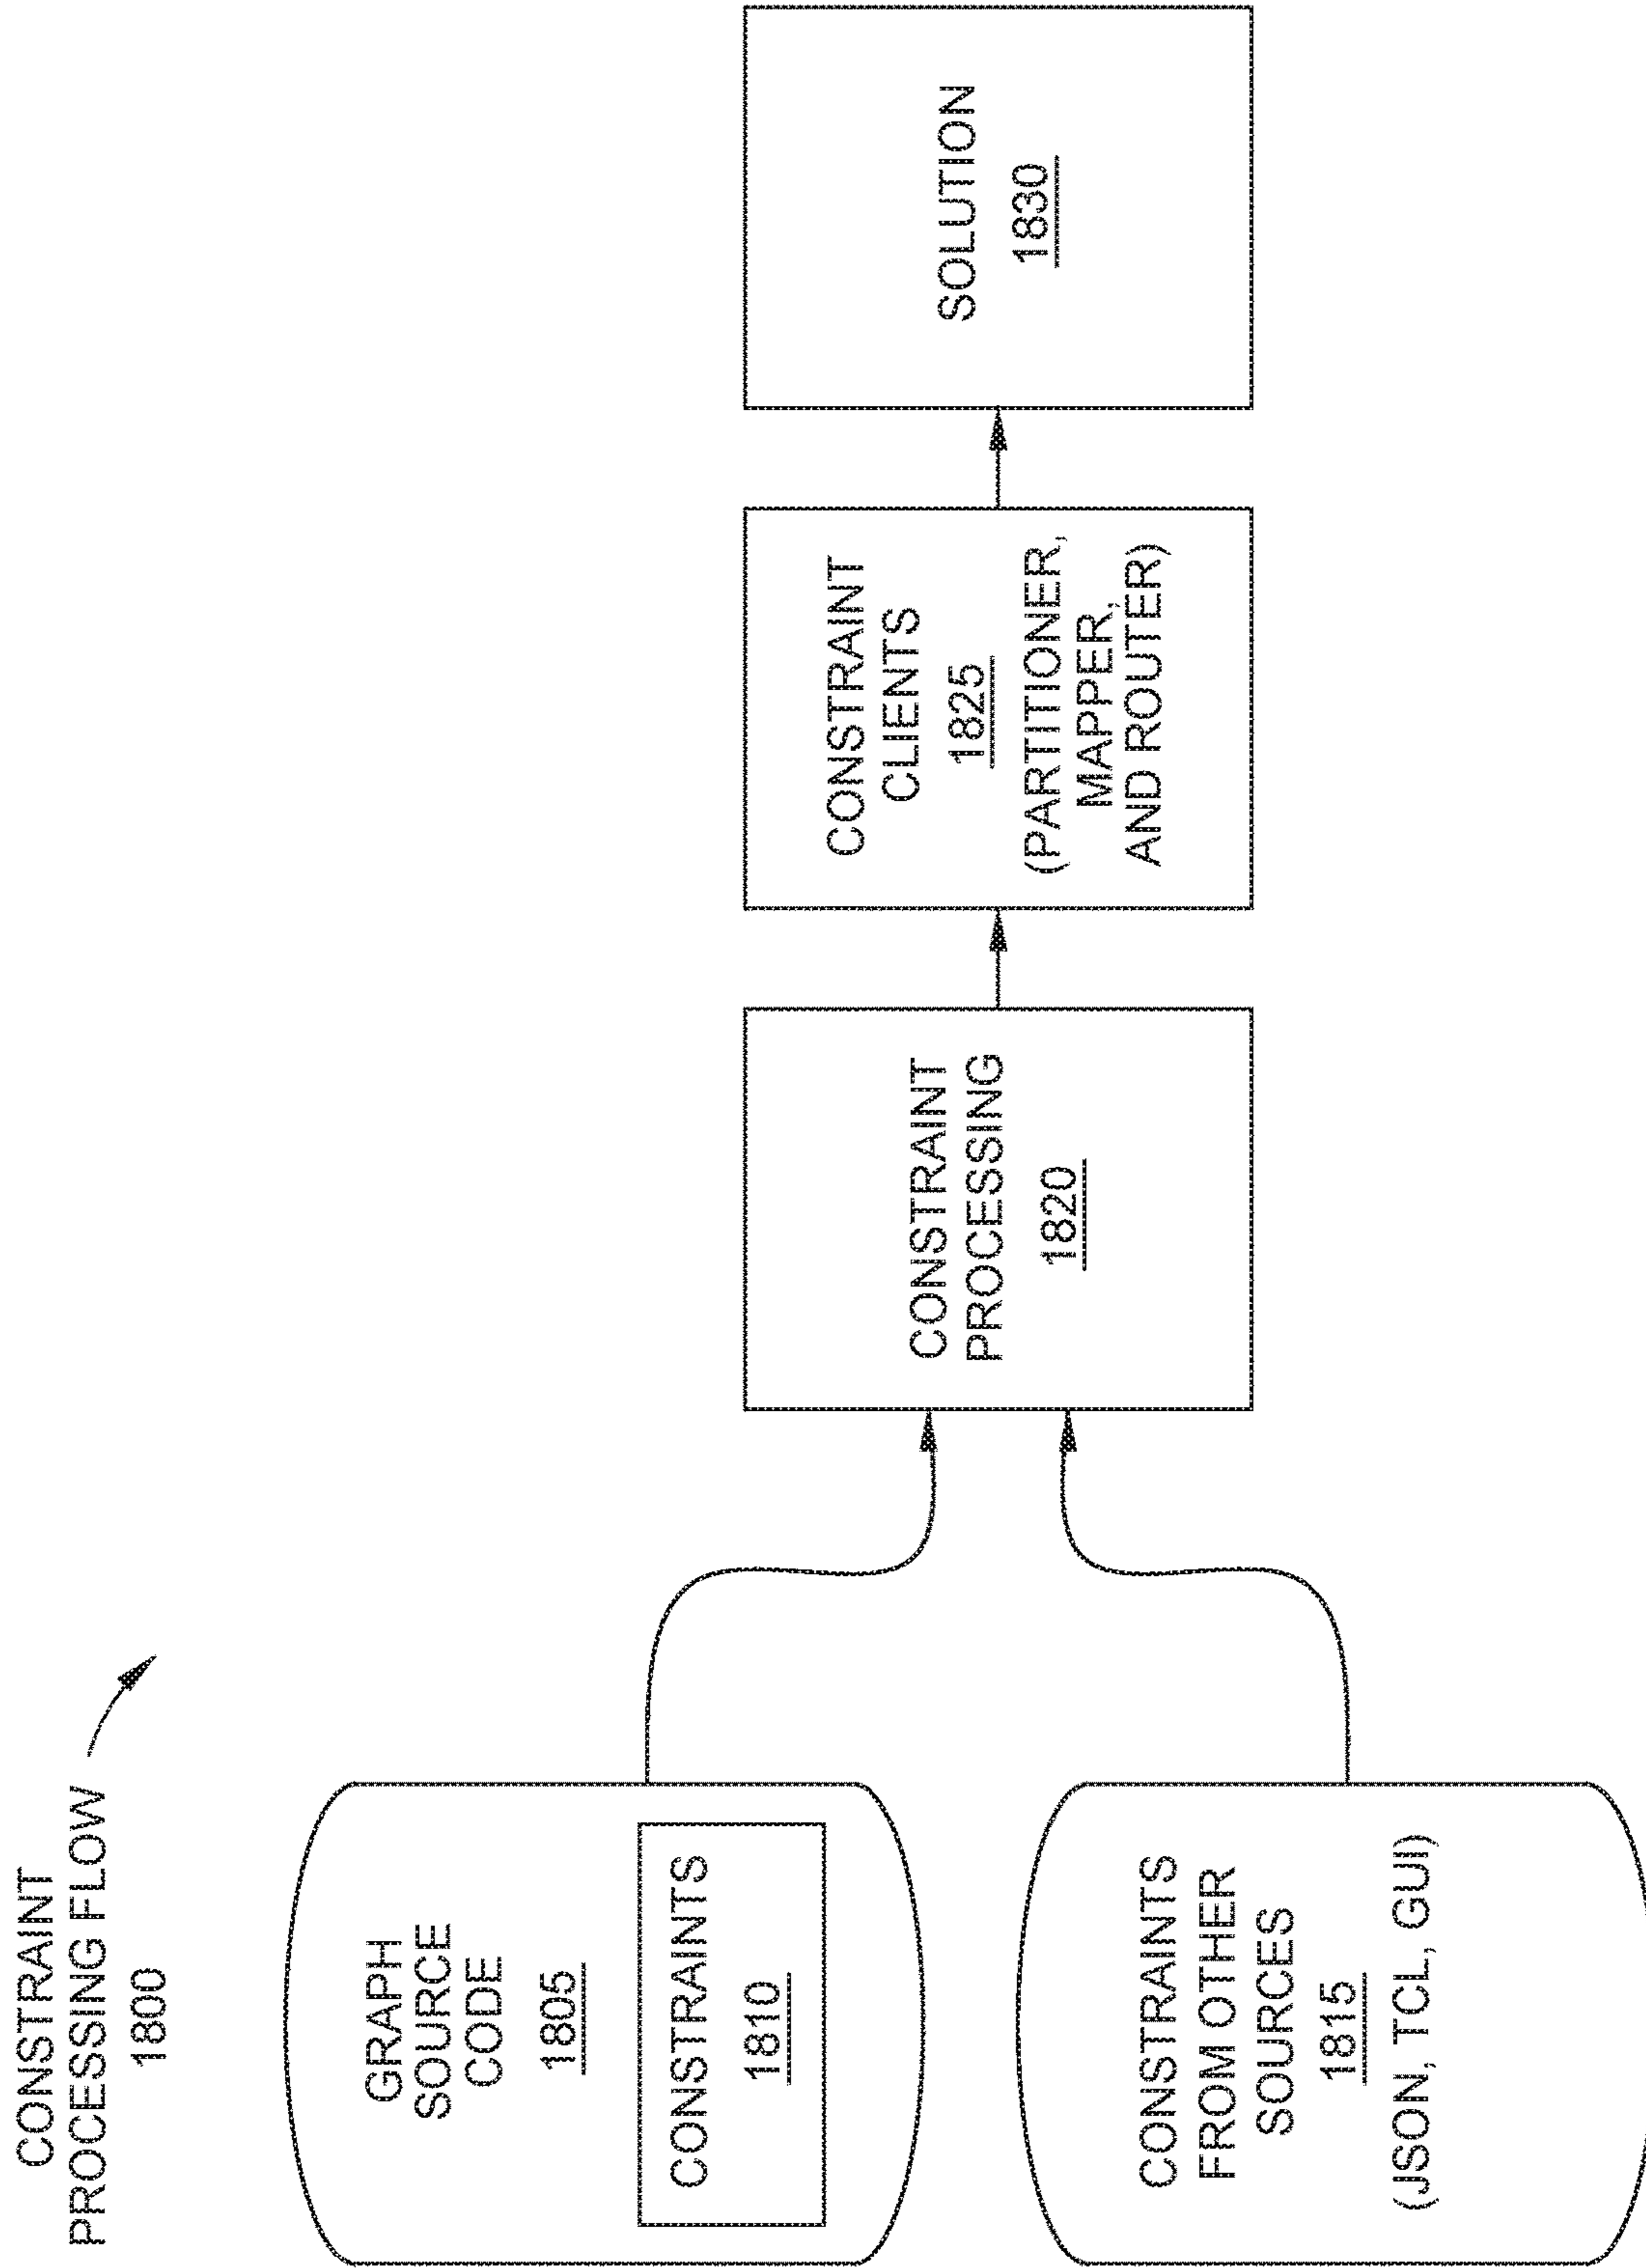 CONSTRAINT
PROCESSING FLOW
1800
GRAPH
SOURCE
CODE
1805
CONSTRAINTS
1810
CONSTRAINTS
FROM OTHER
SOURCES
1815
(JSON, TCL, GUI)
CONSTRAINT
PROCESSING
1820
CONSTRAINT
CLIENTS
1825
(PARTITIONER,
MAPPER,
AND ROUTER)
SOLUTION
1830